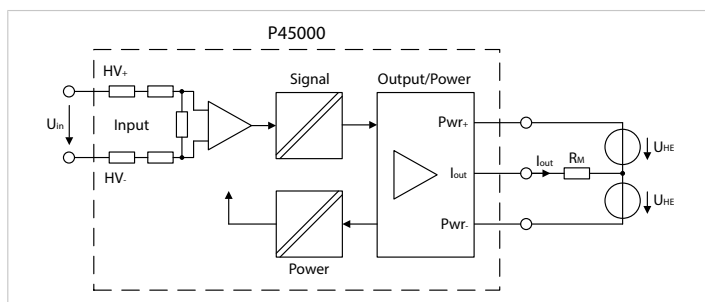 P45000
HV+
Signal
Output/Power
Uin
Input
Pwr+
UHE
Iout
Iout
RM
HV-
Pwr-
UHE
Power